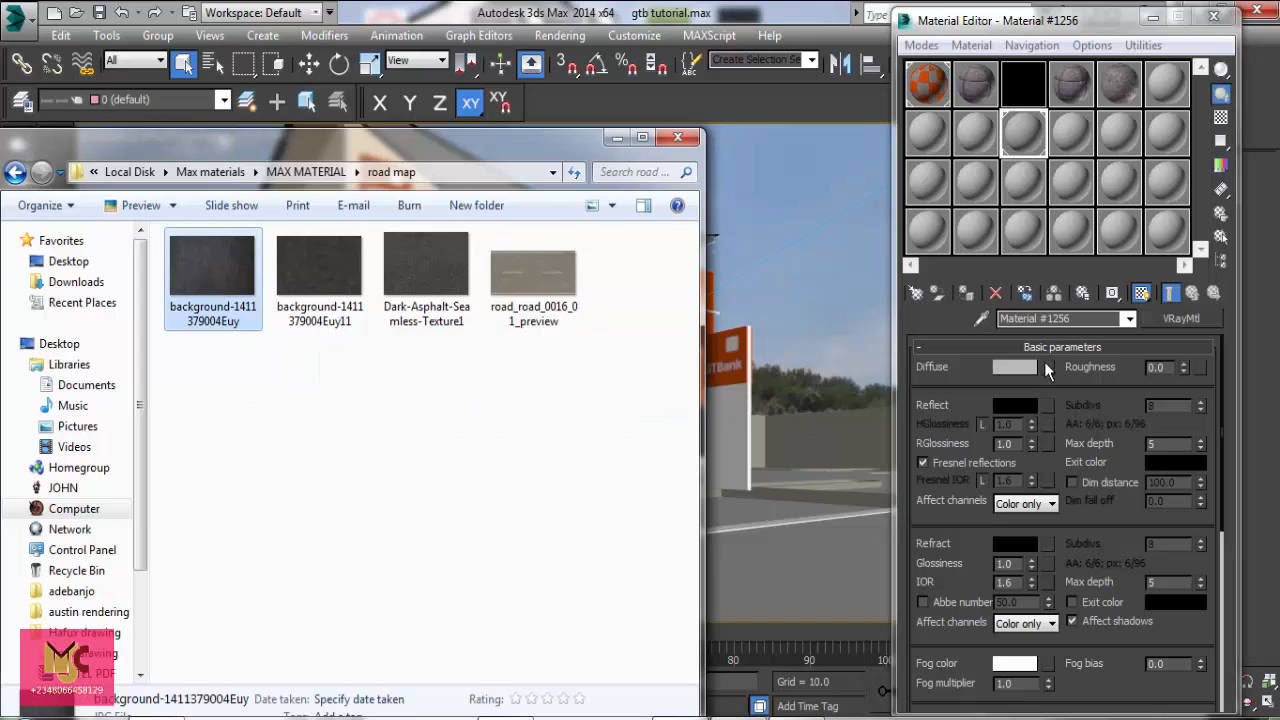 Workspace: Default
Autodesk 3ds Max 2014 x64
gtb tutorial.max
Edit Tools Group Views Create Modifiers Animation Graph Editors Rendering Customize MAXScript Help
All
View
Create Selection Se
0 (default)
X Y Z XY XY
Local Disk Max materials MAX MATERIAL road map
Search road ...
Organize Preview Slide show Print E-mail Burn New folder
Favorites
Desktop
Downloads
Recent Places
Desktop
Libraries
Documents
Music
Pictures
Videos
Homegroup
JOHN
Computer
Network
Control Panel
Recycle Bin
adebanjo
austin rendering
Hafux drawing
PDF
background-1411
379004Euy
background-1411
379004Euy11
Dark-Asphalt-Sea
mless-Texture1
road_road_0016_0
1_preview
background-1411379004Euy Date taken: Specify date taken
Rating:
MC
+2348066458129
GTBank
80 90 100
Grid = 10.0
Add Time Tag
Material Editor - Material #1256
Modes Material Navigation Options Utilities
Material #1256
VRayMtl
Basic parameters
Diffuse Roughness 0.0
Reflect Subdivs 8
HGlossiness L 1.0 AA: 6/6; px: 6/96
RGlossiness 1.0 Max depth 5
Fresnel reflections Exit color
Fresnel IOR L 1.6 Dim distance 100.0
Affect channels Color only Dim fall off 0.0
Refract Subdivs 8
Glossiness 1.0 AA: 6/6; px: 6/96
IOR 1.6 Max depth 5
Abbe number 50.0 Exit color
Affect channels Color only Affect shadows
Fog color Fog bias 0.0
Fog multiplier 1.0